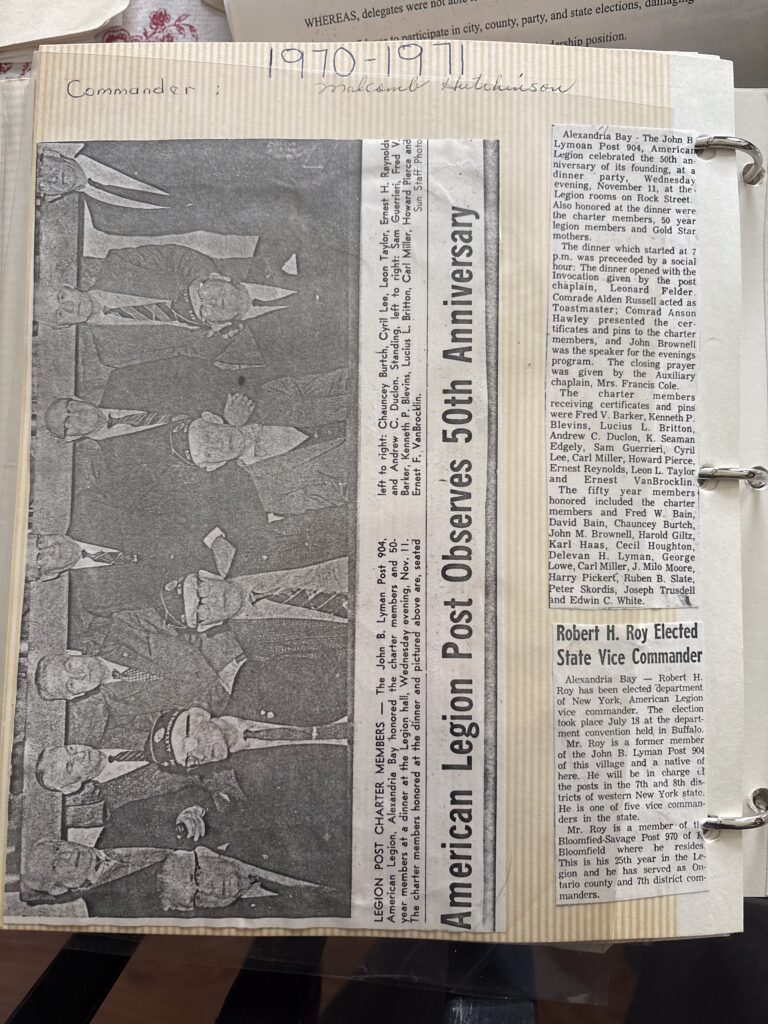 WHEREAS, delegates were not able
to participate in city, county, party, and state elections, damaging
position.
1970-1971
Commander : Malcomb Hutchinson
LEGION POST CHARTER MEMBERS — The John B. Lyman Post 904,
American Legion, Alexandria Bay honored the charter members and 50-
year members at a dinner at the Legion hall, Wednesday evening, Nov. 11.
The charter members honored at the dinner and pictured above are, seated
left to right: Chauncey Burtch, Cyril Lee, Leon Taylor, Ernest H. Reynolds
and Andrew C. Duclon. Standing, left to right: Sam Guerrieri, Fred V.
Barker, Kenneth P. Blevins, Lucius L. Britton, Carl Miller, Howard Pierce and
Ernest F. VanBrocklin.
Sun Staff Photo
American Legion Post Observes 50th Anniversary
Alexandria Bay - The John B.
Lymoan Post 904, American
Legion celebrated the 50th an-
niversary of its founding, at a
dinner party, Wednesday
evening, November 11, at the
Legion rooms on Rock Street.
Also honored at the dinner were
the charter members, 50 year
legion members and Gold Star
mothers.
The dinner which started at 7
p.m. was preceeded by a social
hour: The dinner opened with the
Invocation given by the post
chaplain, Leonard Felder.
Comrade Alden Russell acted as
Toastmaster; Comrad Anson
Hawley presented the cer-
tificates and pins to the charter
members, and John Brownell
was the speaker for the evenings
program. The closing prayer
was given by the Auxiliary
chaplain, Mrs. Francis Cole.
The charter members
receiving certificates and pins
were Fred V. Barker, Kenneth P.
Blevins, Lucius L. Britton,
Andrew C. Duclon, K. Seaman
Edgely, Sam Guerrieri, Cyril
Lee, Carl Miller, Howard Pierce,
Ernest Reynolds, Leon L. Taylor
and Ernest VanBrocklin.
The fifty year members
honored included the charter
members and Fred W. Bain,
David Bain, Chauncey Burtch,
John M. Brownell, Harold Giltz,
Karl Haas, Cecil Houghton,
Delevan H. Lyman, George
Lowe, Carl Miller, J. Milo Moore,
Harry Pickert, Ruben B. Slate,
Peter Skordis, Joseph Trusdell
and Edwin C. White.
Robert H. Roy Elected
State Vice Commander
Alexandria Bay — Robert H.
Roy has been elected department
of New York, American Legion
vice commander. The election
took place July 18 at the depart-
ment convention held in Buffalo.
Mr. Roy is a former member
of the John B. Lyman Post 904
of this village and a native of
here. He will be in charge of
the posts in the 7th and 8th dis-
tricts of western New York state.
He is one of five vice comman-
ders in the state.
Mr. Roy is a member of the
Bloomfied-Savage Post 970 of
Bloomfield where he resides.
This is his 25th year in the Le-
gion and he has served as On-
tario county and 7th district com-
manders.